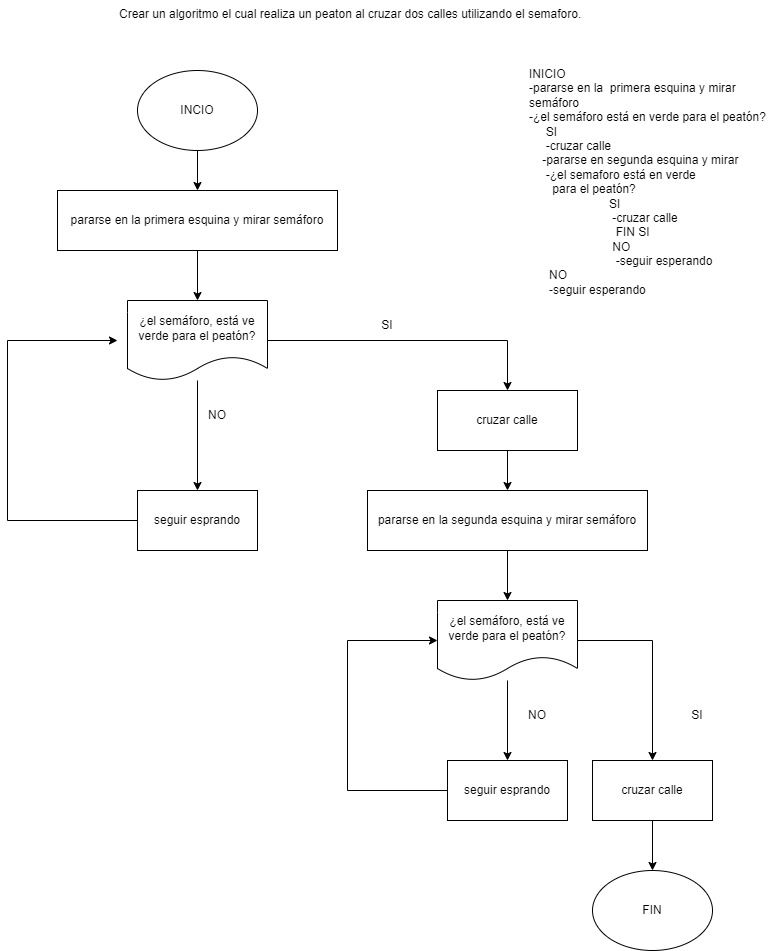 Crear un algoritmo el cual realiza un peaton al cruzar dos calles utilizando el semaforo.
INCIO
pararse en la primera esquina y mirar semáforo
¿el semáforo, está ve
verde para el peatón?
SI
NO
seguir esprando
cruzar calle
pararse en la segunda esquina y mirar semáforo
¿el semáforo, está ve
verde para el peatón?
NO
SI
seguir esprando
cruzar calle
FIN
INICIO
-pararse en la primera esquina y mirar
semáforo
-¿el semáforo está en verde para el peatón?
SI
-cruzar calle
-pararse en segunda esquina y mirar
-¿el semaforo está en verde
para el peatón?
SI
-cruzar calle
FIN SI
NO
-seguir esperando
NO
-seguir esperando